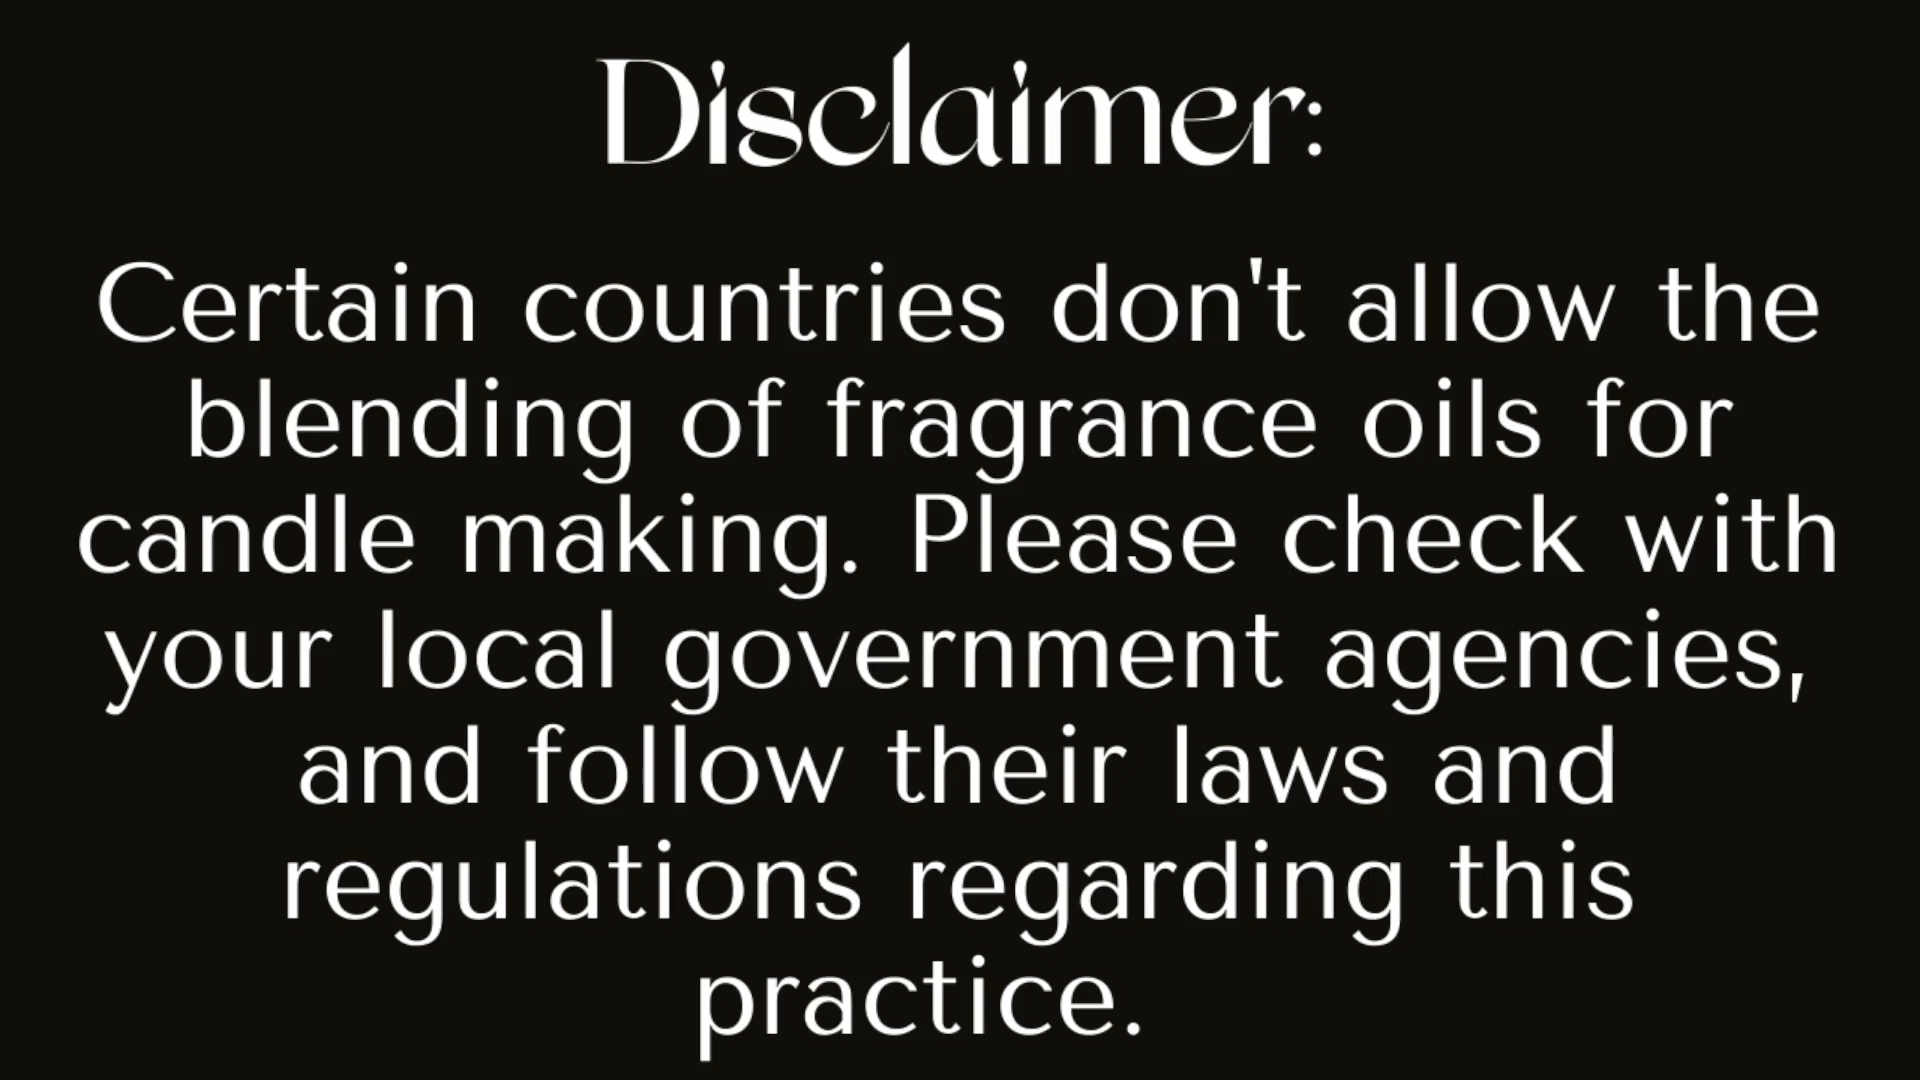 Disclaimer:
Certain countries don't allow the
blending of fragrance oils for
candle making. Please check with
your local government agencies,
and follow their laws and
regulations regarding this
practice.